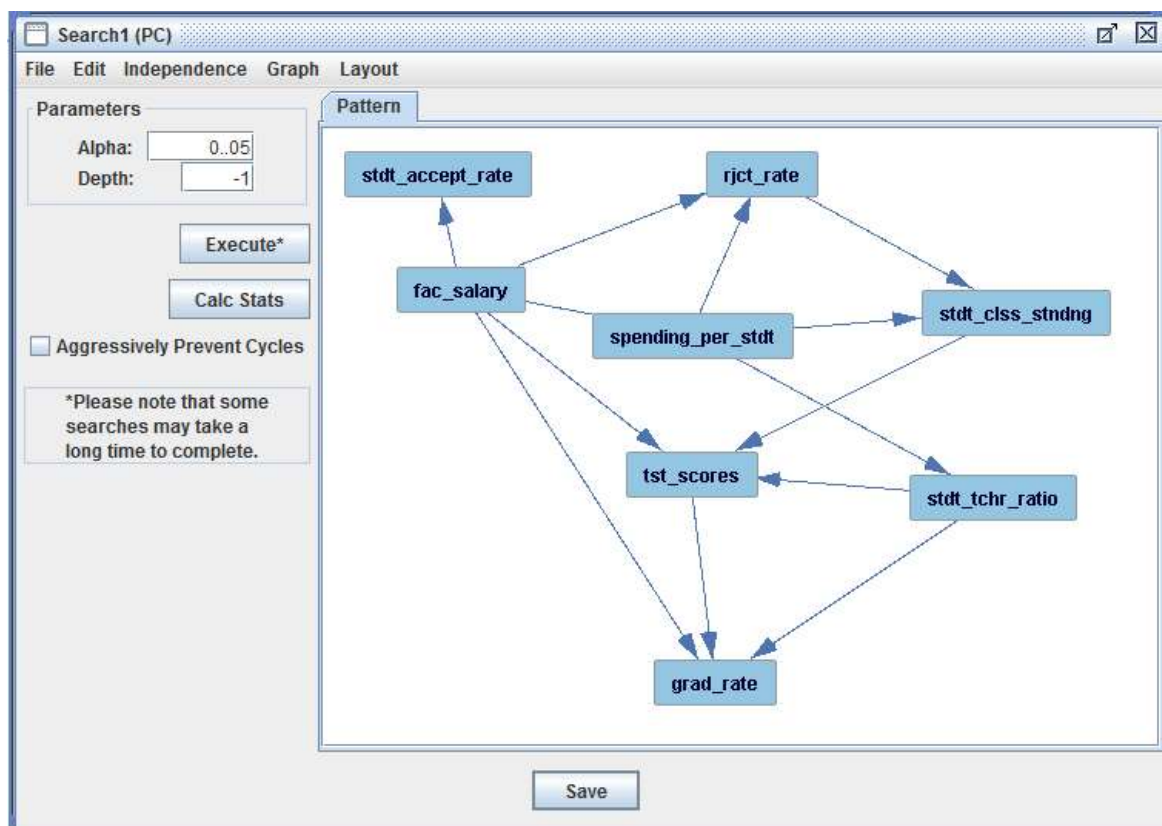 Search1 (PC)
File Edit Independence Graph Layout
Parameters
Alpha: 0..05
Depth: -1
Execute*
Calc Stats
Aggressively Prevent Cycles
*Please note that some
searches may take a
long time to complete.
Pattern
stdt_accept_rate
rjct_rate
fac_salary
stdt_clss_stndng
spending_per_stdt
tst_scores
stdt_tchr_ratio
grad_rate
Save